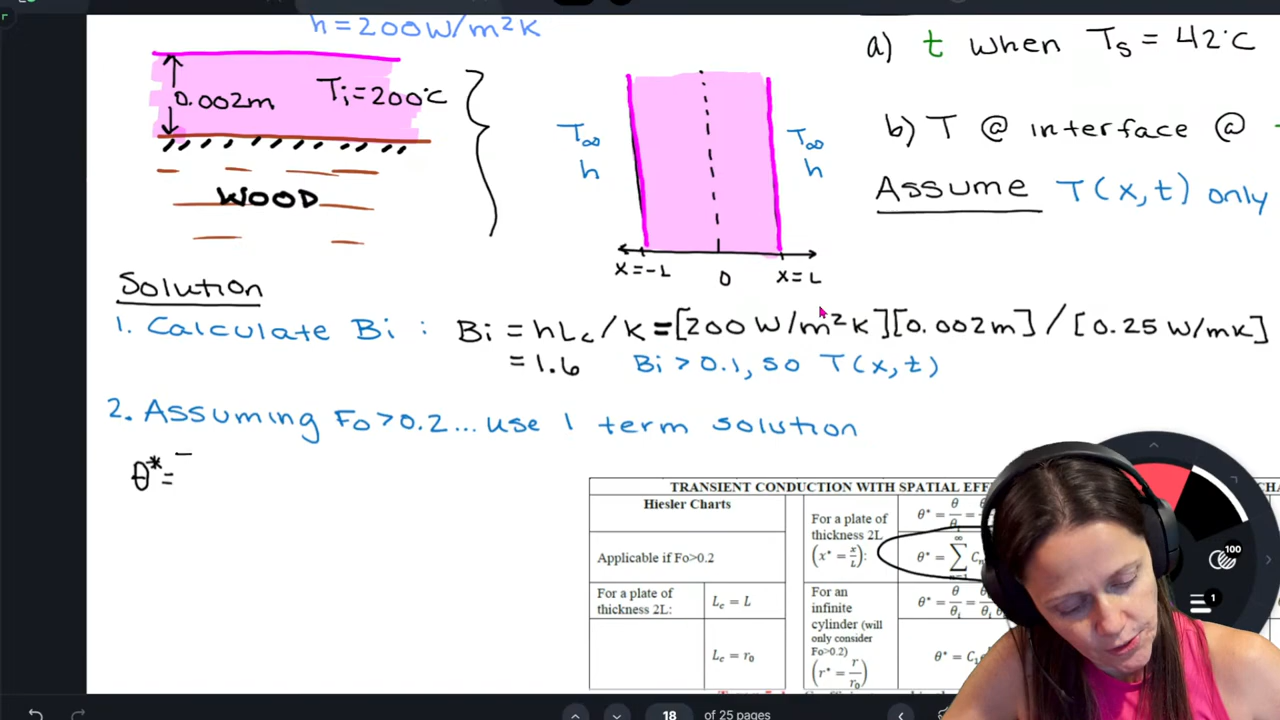 h = 200 W/m²K
0.002m
Ti = 200°C
WOOD
T∞
h
T∞
h
x=-L
0
x=L
a) t when Ts = 42°C
b) T @ interface @
Assume T(x,t) only
Solution
1. Calculate Bi : Bi = hLc / k = [200 W/m²K][0.002m] / [0.25 W/mK]
= 1.6 Bi > 0.1, so T(x,t)
2. Assuming Fo>0.2... use 1 term solution
θ* =
TRANSIENT CONDUCTION WITH SPATIAL
Hiesler Charts
Applicable if Fo>0.2
For a plate of
thickness 2L:
Lc = L
Lc = r0
For a plate of
thickness 2L
(x* = x/L):
θ* = θ/θi =
θ* = ∑
For an
infinite
cylinder (will
only consider
Fo>0.2)
(r* = r/r0)
θ* = θ/θi =
θ* = C1
100
1
18 of 25 pages